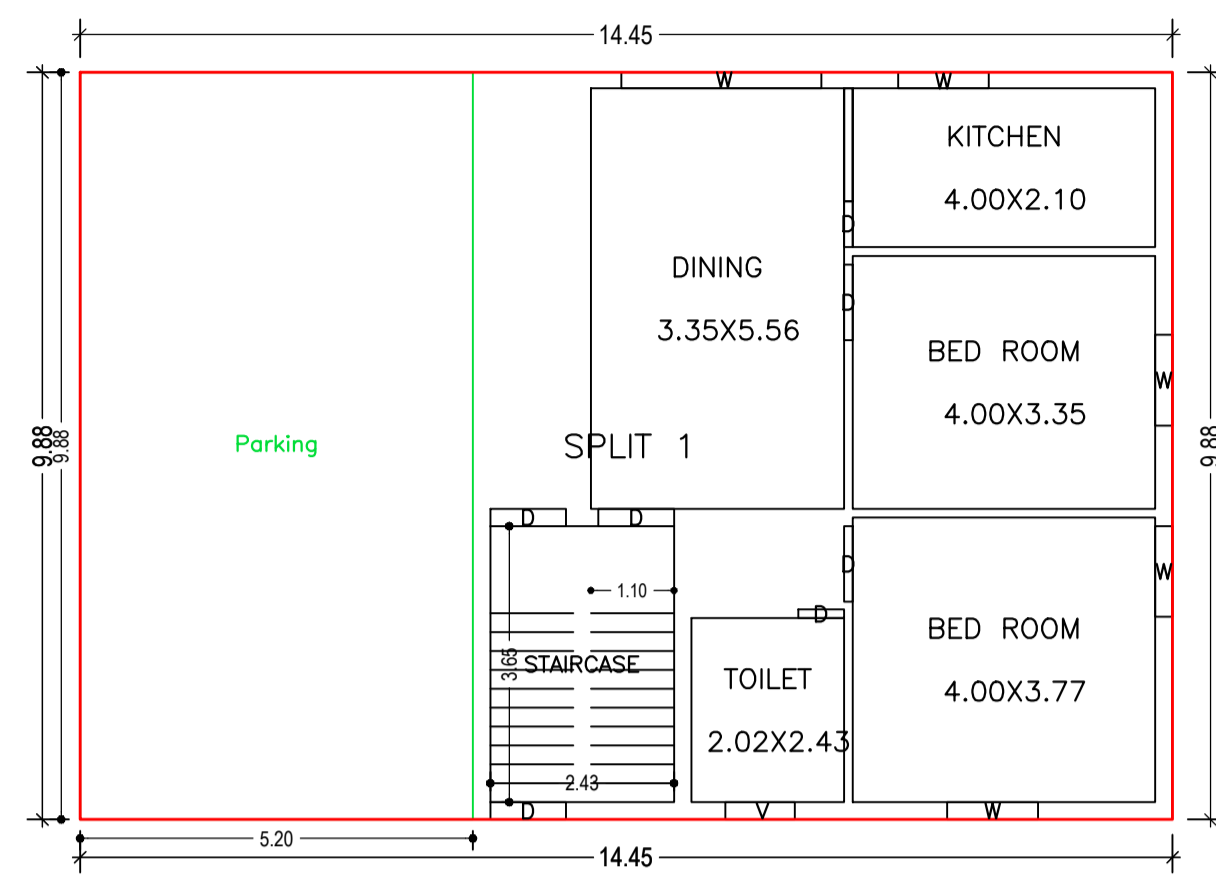 14.45
W
W
KITCHEN
4.00X2.10
D
DINING
3.35X5.56
D
BED ROOM
4.00X3.35
W
9.88
9.88
Parking
SPLIT 1
9.88
D
D
D
W
1.10
D
BED ROOM
4.00X3.77
3.65
STAIRCASE
TOILET
2.02X2.43
2.43
D
V
W
5.20
14.45